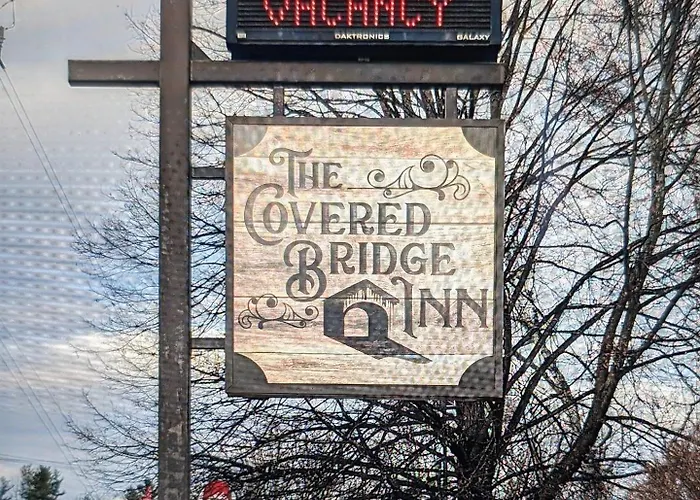 VACANCY
DAKTRONICS GALAXY
THE
COVERED
BRIDGE
INN